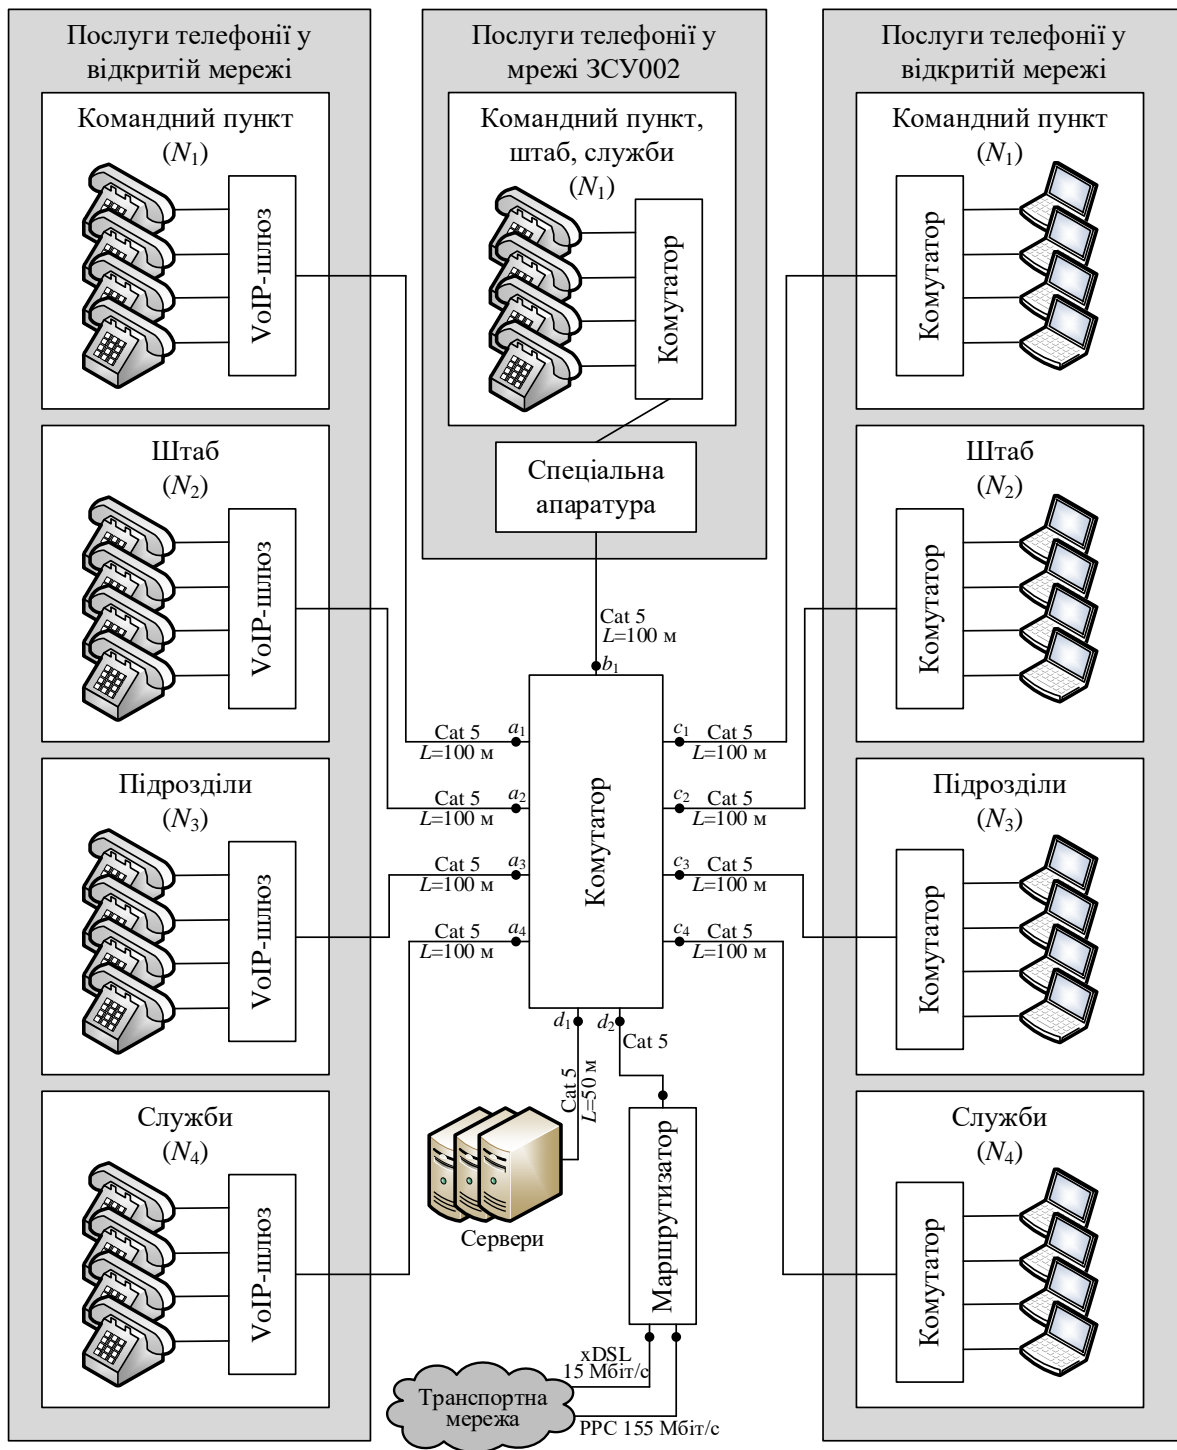 Послуги телефонії у
відкритій мережі
Командний пункт
(N1)
VoIP-шлюз
Штаб
(N2)
VoIP-шлюз
Підрозділи
(N3)
VoIP-шлюз
Служби
(N4)
VoIP-шлюз
Послуги телефонії у
мрежі ЗСУ002
Командний пункт,
штаб, служби
(N1)
Комутатор
Спеціальна
апаратура
Cat 5
L=100 м
b1
Cat 5
L=100 м
a1
Cat 5
L=100 м
a2
Cat 5
L=100 м
a3
Cat 5
L=100 м
a4
Комутатор
c1
Cat 5
L=100 м
c2
Cat 5
L=100 м
c3
Cat 5
L=100 м
c4
Cat 5
L=100 м
d1
d2
Cat 5
Cat 5
L=50 м
Сервери
Маршрутизатор
xDSL
15 Мбіт/с
Транспортна
мережа
РРС 155 Мбіт/с
Послуги телефонії у
відкритій мережі
Командний пункт
(N1)
Комутатор
Штаб
(N2)
Комутатор
Підрозділи
(N3)
Комутатор
Служби
(N4)
Комутатор